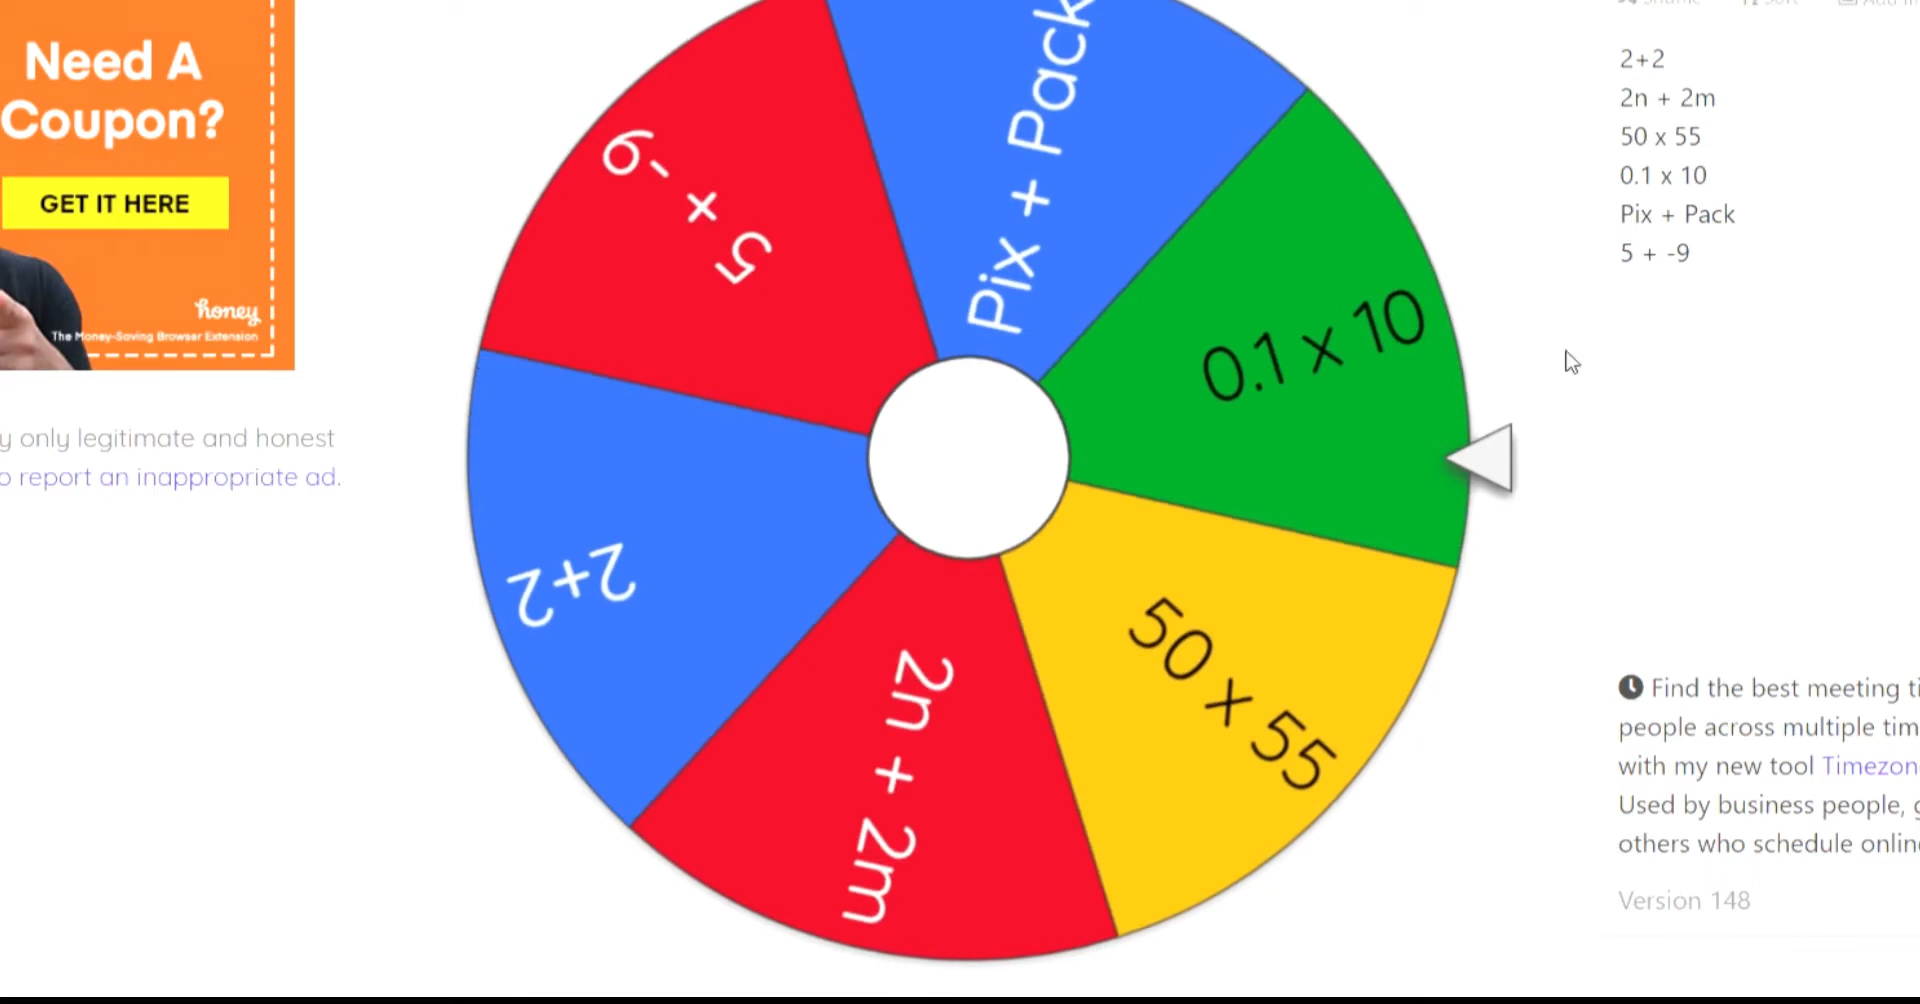 Need A
Coupon?
GET IT HERE
honey
The Money-Saving Browser Extension
y only legitimate and honest
o report an inappropriate ad.
Pix + Pack
0.1 x 10
50 x 55
2n + 2m
2+2
5 + -9
2+2
2n + 2m
50 x 55
0.1 x 10
Pix + Pack
5 + -9
Find the best meeting ti
people across multiple tim
with my new tool Timezon
Used by business people, g
others who schedule onlin
Version 148